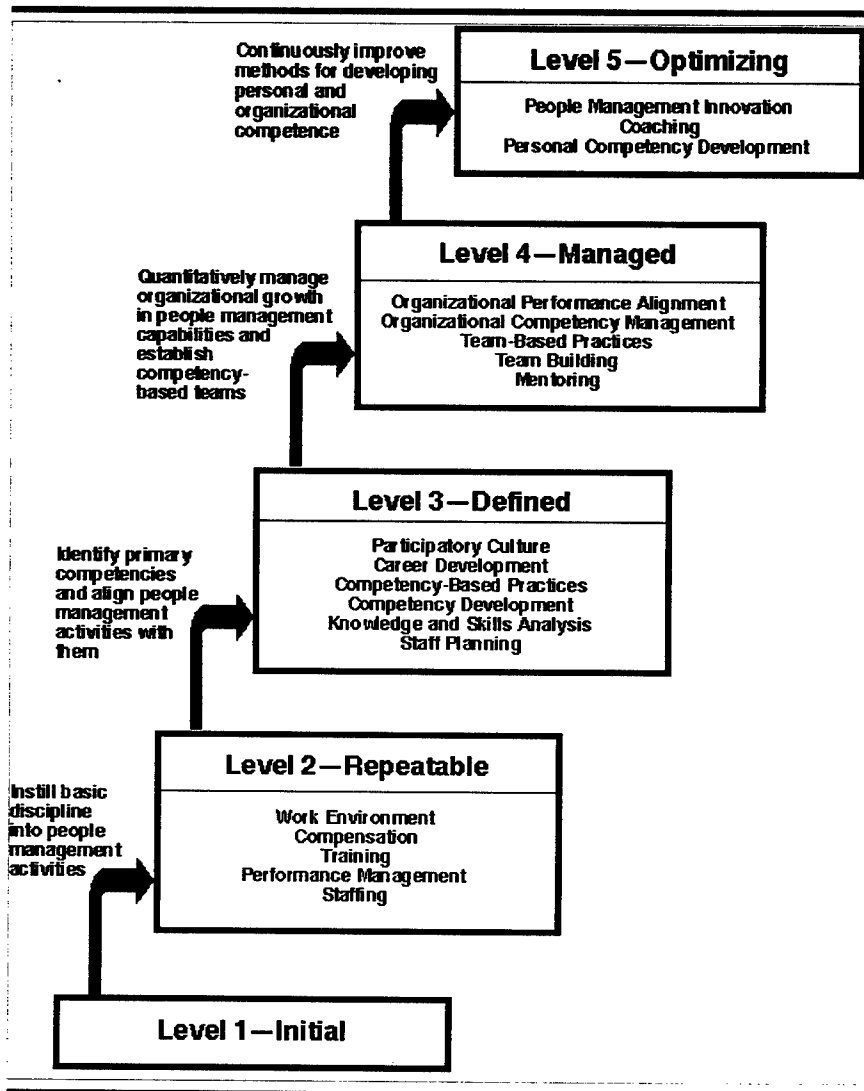 Continuously improve
methods for developing
personal and
organizational
competence
Level 5—Optimizing
People Management Innovation
Coaching
Personal Competency Development
Quantitatively manage
organizational growth
in people management
capabilities and
establish
competency-
based teams
Level 4—Managed
Organizational Performance Alignment
Organizational Competency Management
Team-Based Practices
Team Building
Mentoring
Identify primary
competencies
and align people
management
activities with
them
Level 3—Defined
Participatory Culture
Career Development
Competency-Based Practices
Competency Development
Knowledge and Skills Analysis
Staff Planning
Instill basic
discipline
into people
management
activities
Level 2—Repeatable
Work Environment
Compensation
Training
Performance Management
Staffing
Level 1—Initial